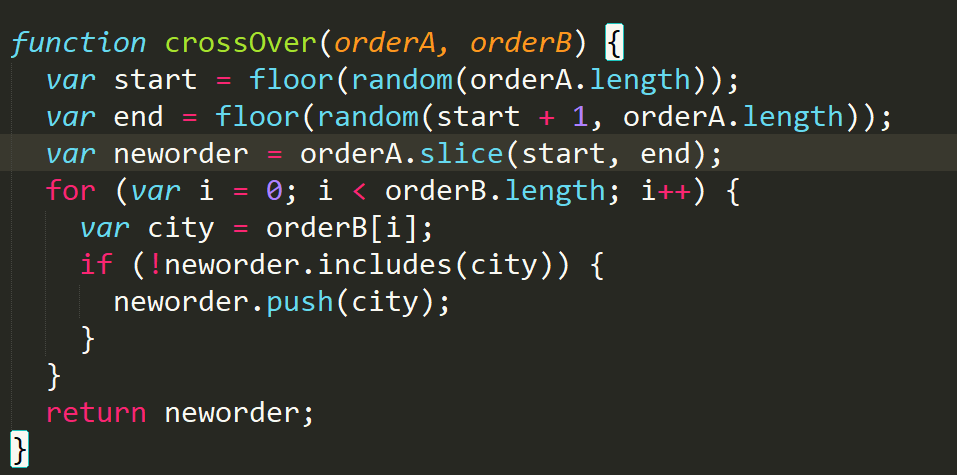 function crossOver(orderA, orderB) {
  var start = floor(random(orderA.length));
  var end = floor(random(start + 1, orderA.length));
  var neworder = orderA.slice(start, end);
  for (var i = 0; i < orderB.length; i++) {
    var city = orderB[i];
    if (!neworder.includes(city)) {
      neworder.push(city);
    }
  }
  return neworder;
}